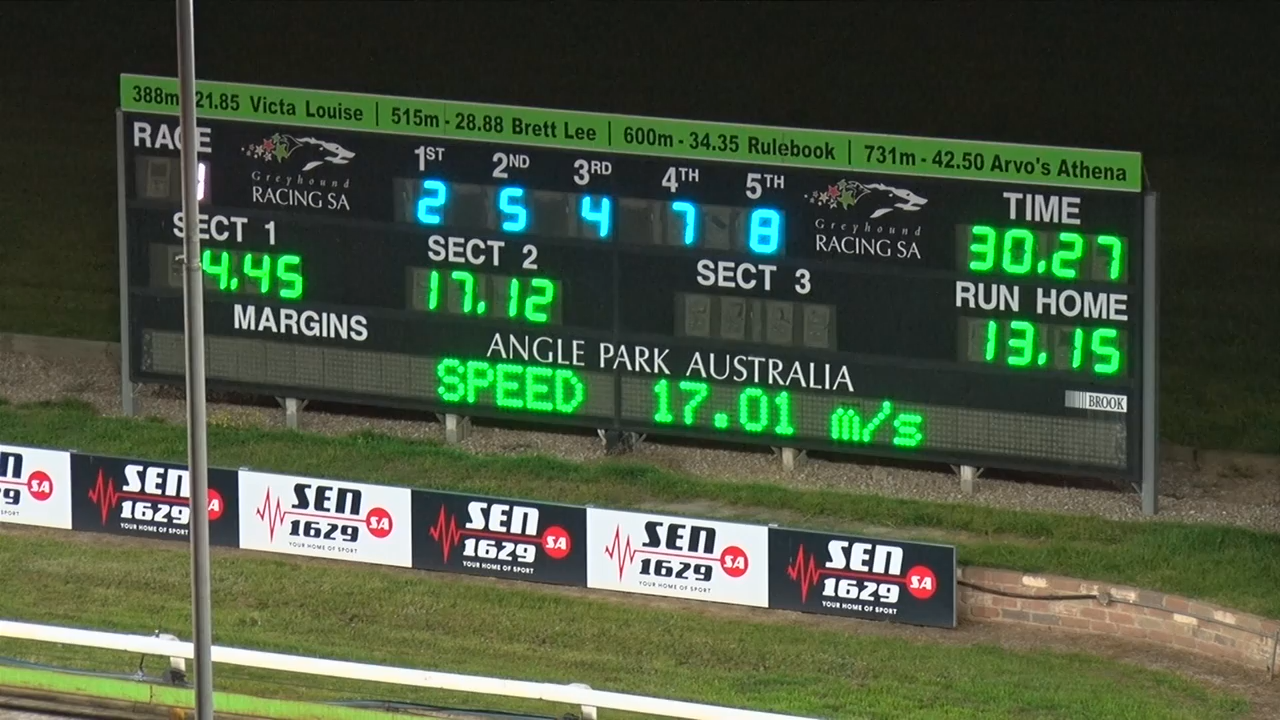 388m 21.85 Victa Louise | 515m - 28.88 Brett Lee | 600m - 34.35 Rulebook | 731m - 42.50 Arvo's Athena
RACE
Greyhound
RACING SA
1ST 2ND 3RD 4TH 5TH
2 5 4 7 8
Greyhound
RACING SA
TIME
30.27
SECT 1
4.45
SECT 2
17.12
SECT 3
RUN HOME
13.15
MARGINS
ANGLE PARK AUSTRALIA
SPEED 17.01 m/s
BROOK
SA
SEN SA
1629
YOUR HOME OF SPORT
SEN SA
1629
YOUR HOME OF SPORT
SEN SA
1629
YOUR HOME OF SPORT
SEN SA
1629
YOUR HOME OF SPORT
SEN SA
1629
YOUR HOME OF SPORT